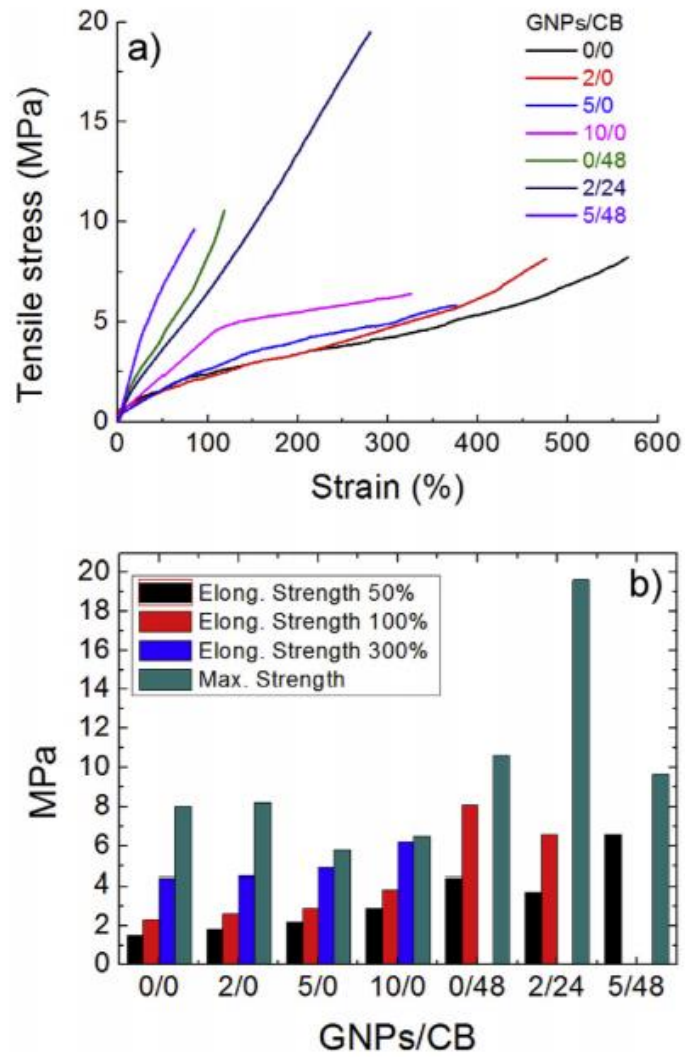 a)
GNPs/CB
0/0
2/0
5/0
10/0
0/48
2/24
5/48
20
15
10
5
0
Tensile stress (MPa)
0 100 200 300 400 500 600
Strain (%)
b)
Elong. Strength 50%
Elong. Strength 100%
Elong. Strength 300%
Max. Strength
20
18
16
14
12
10
8
6
4
2
0
MPa
0/0 2/0 5/0 10/0 0/48 2/24 5/48
GNPs/CB